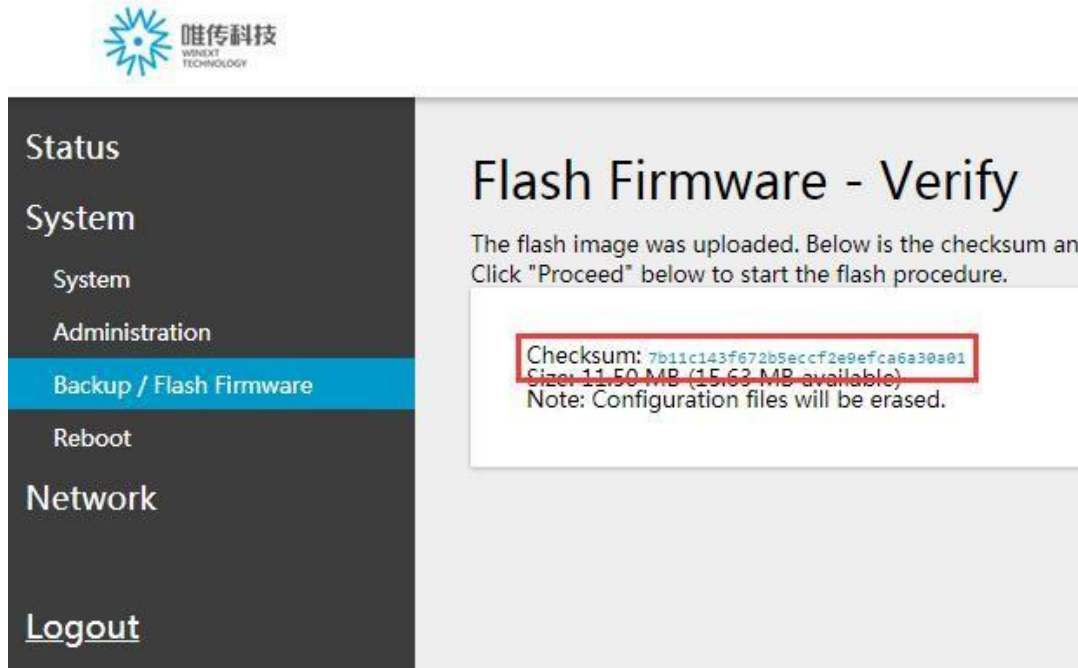 唯传科技
WINEXT
TECHNOLOGY
Status
System
System
Administration
Backup / Flash Firmware
Reboot
Network
Logout
Flash Firmware - Verify
The flash image was uploaded. Below is the checksum an
Click "Proceed" below to start the flash procedure.
Checksum: 7b11c143f672b5eccf2e9efca6a30a01
Size: 11.50 MB (15.63 MB available)
Note: Configuration files will be erased.